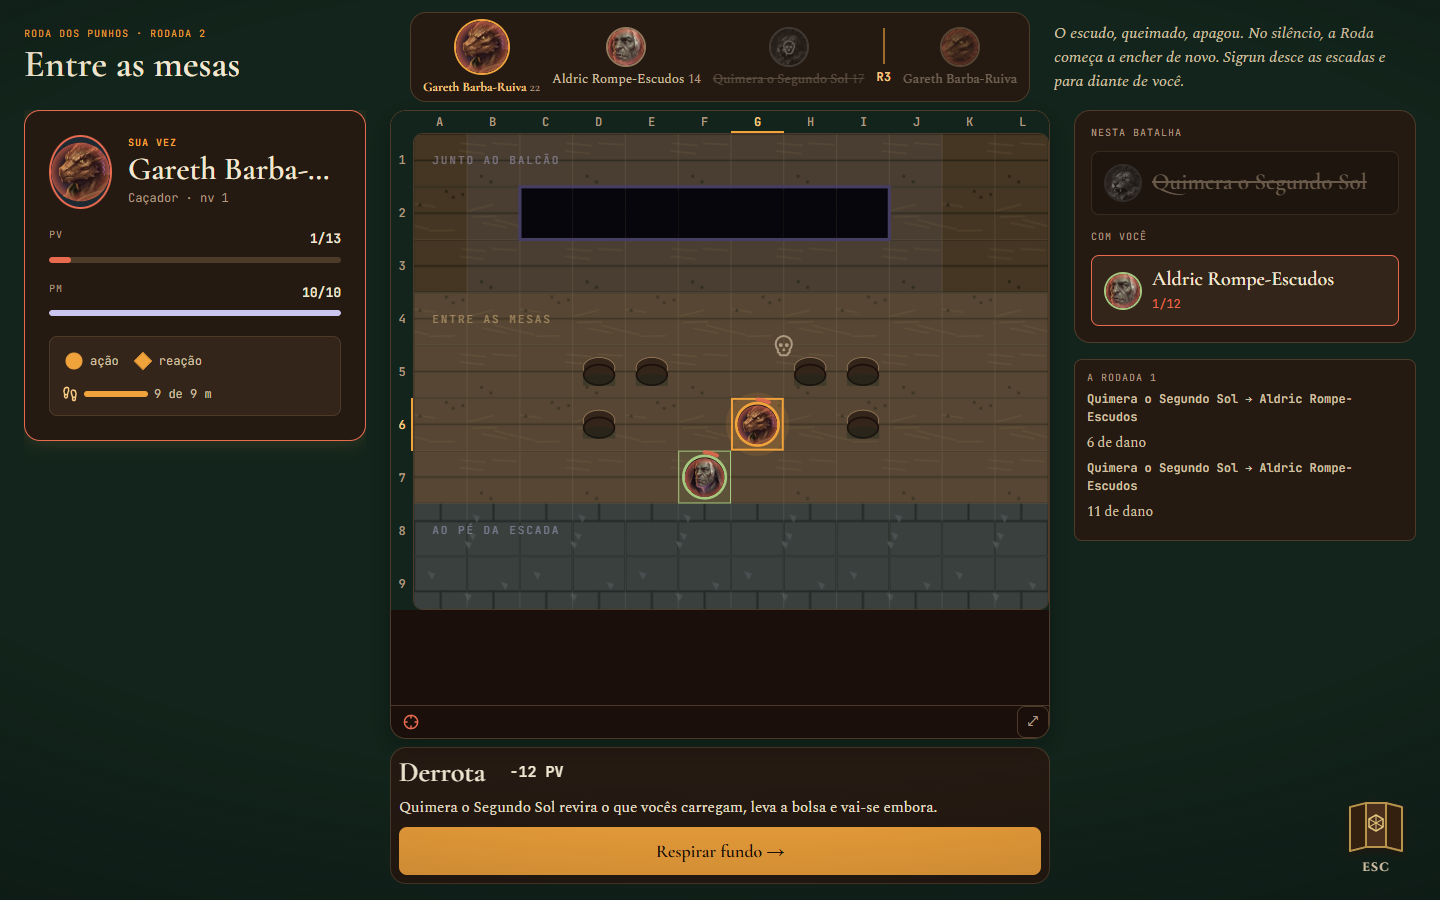 RODA DOS PUNHOS · RODADA 2
Entre as mesas
Gareth Barba-Ruiva 22
Aldric Rompe-Escudos 14
Quimera o Segundo Sol 17
R3
Gareth Barba-Ruiva
O escudo, queimado, apagou. No silêncio, a Roda
começa a encher de novo. Sigrun desce as escadas e
para diante de você.
SUA VEZ
Gareth Barba-...
Caçador · nv 1
PV 1/13
PM 10/10
ação reação
9 de 9 m
A B C D E F G H I J K L
1 JUNTO AO BALCÃO
2
3
4 ENTRE AS MESAS
5
6
7
8 AO PÉ DA ESCADA
9
NESTA BATALHA
Quimera o Segundo Sol
COM VOCÊ
Aldric Rompe-Escudos
1/12
A RODADA 1
Quimera o Segundo Sol → Aldric Rompe-
Escudos
6 de dano
Quimera o Segundo Sol → Aldric Rompe-
Escudos
11 de dano
Derrota -12 PV
Quimera o Segundo Sol revira o que vocês carregam, leva a bolsa e vai-se embora.
Respirar fundo →
ESC